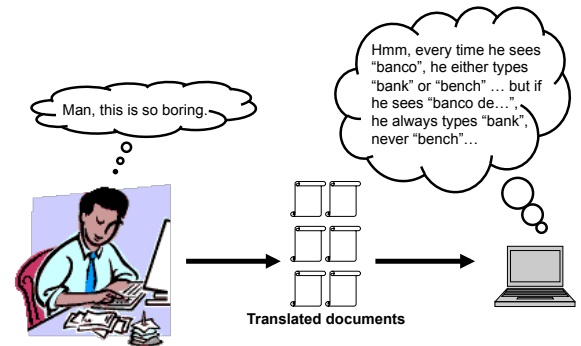 Man, this is so boring.
Hmm, every time he sees
“banco”, he either types
“bank” or “bench” … but if
he sees “banco de…”,
he always types “bank”,
never “bench”…
Translated documents